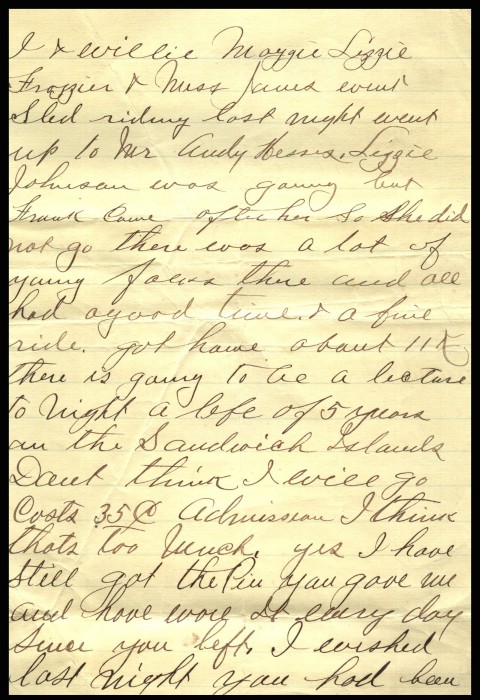 I & Willie Maggie Lizzie
Frazier & Miss Janes went
Sled riding last night went
up to Mr Andy Hesss. Lizzie
Johnson was going but
Frank Came after her So She did
not go there was a lot of
young folks there and all
had a good time. & a fine
ride. got home about 11
there is going to be a lecture
to Night a life of 5 years
on the Sandwich Islands
Dont think I will go
Costs 35¢ Admission I think
thats too Much. yes I have
still got the Pin you gave me
and have wore it every day
since you left. I wished
last night you had been